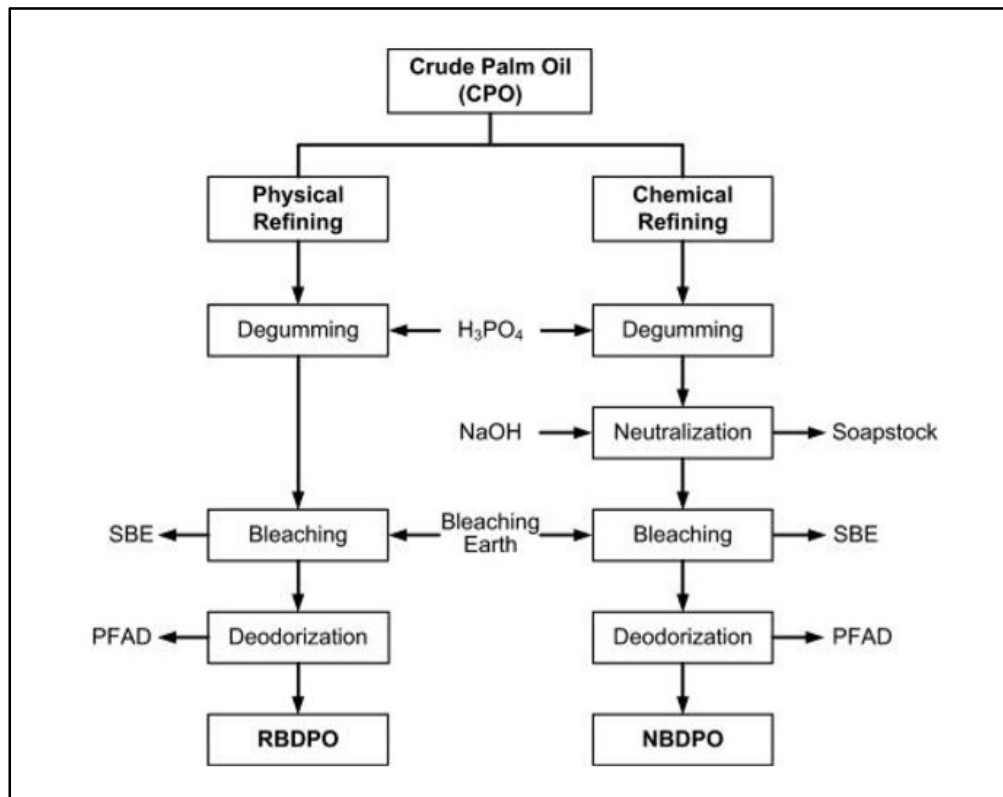 Crude Palm Oil
(CPO)
Physical
Refining
Chemical
Refining
Degumming
H₃PO₄
Degumming
NaOH
Neutralization
Soapstock
SBE
Bleaching
Bleaching
Earth
Bleaching
SBE
PFAD
Deodorization
Deodorization
PFAD
RBDPO
NBDPO